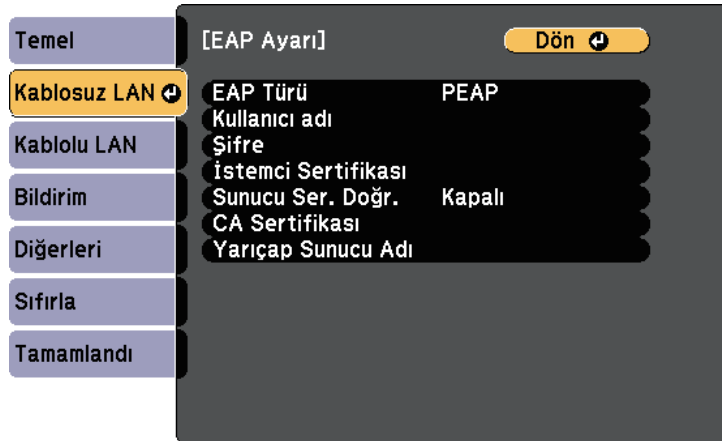 Temel
Kablosuz LAN
Kablolu LAN
Bildirim
Diğerleri
Sıfırla
Tamamlandı
[EAP Ayarı]
Dön
EAP Türü PEAP
Kullanıcı adı
Şifre
İstemci Sertifikası
Sunucu Ser. Doğr. Kapalı
CA Sertifikası
Yarıçap Sunucu Adı